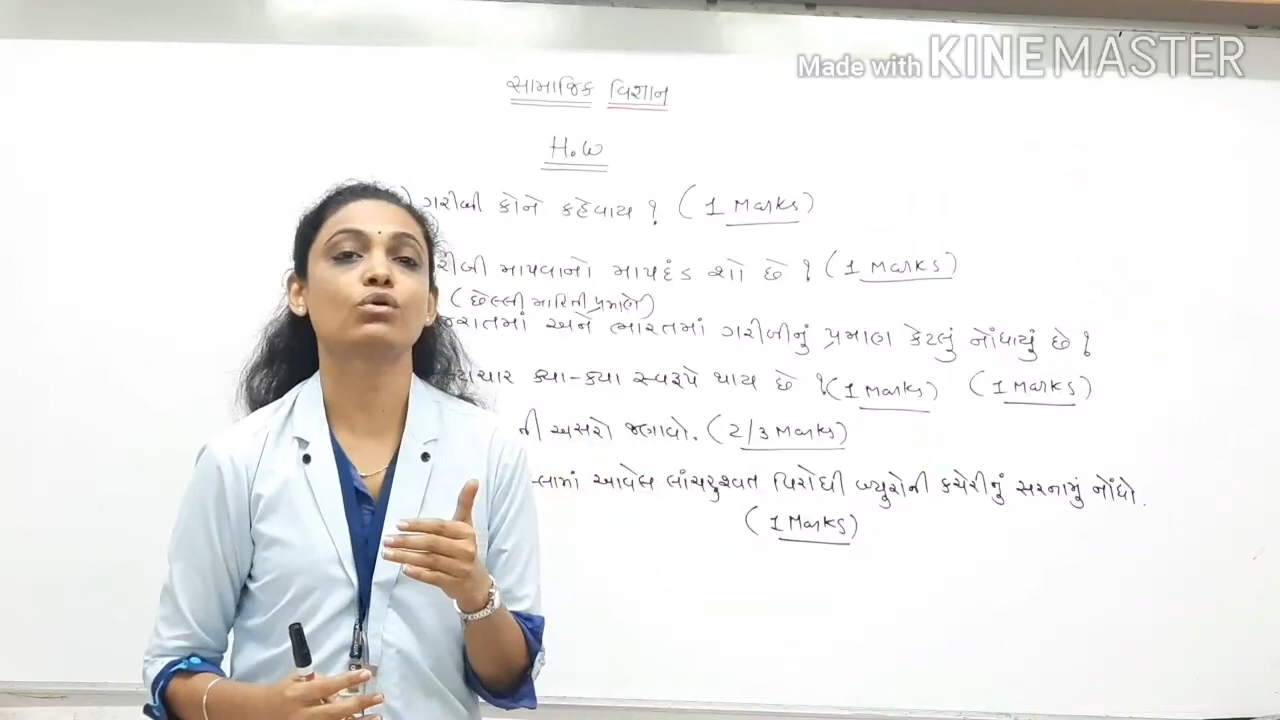 Made with KINEMASTER
સામાજિક વિજ્ઞાન
H.W
ગરીબી કોને કહેવાય ? (1 Marks)
રીબી માપવાનો માપદંડ શો છે ? (1 Marks)
(છેલ્લી માહિતી પ્રમાણે)
જરાતમાં અને ભારતમાં ગરીબીનું પ્રમાણ કેટલું નોંધાયું છે ?
ચાર ક્યા-ક્યા સ્વરૂપે થાય છે ? (1 Marks) (1 Marks)
ની અસરો જણાવો. (2/3 Marks)
લ્લામાં આવેલ લાંચરુશ્વત વિરોધી બ્યુરોની કચેરીનું સરનામું નોંધો.
(1 Marks)